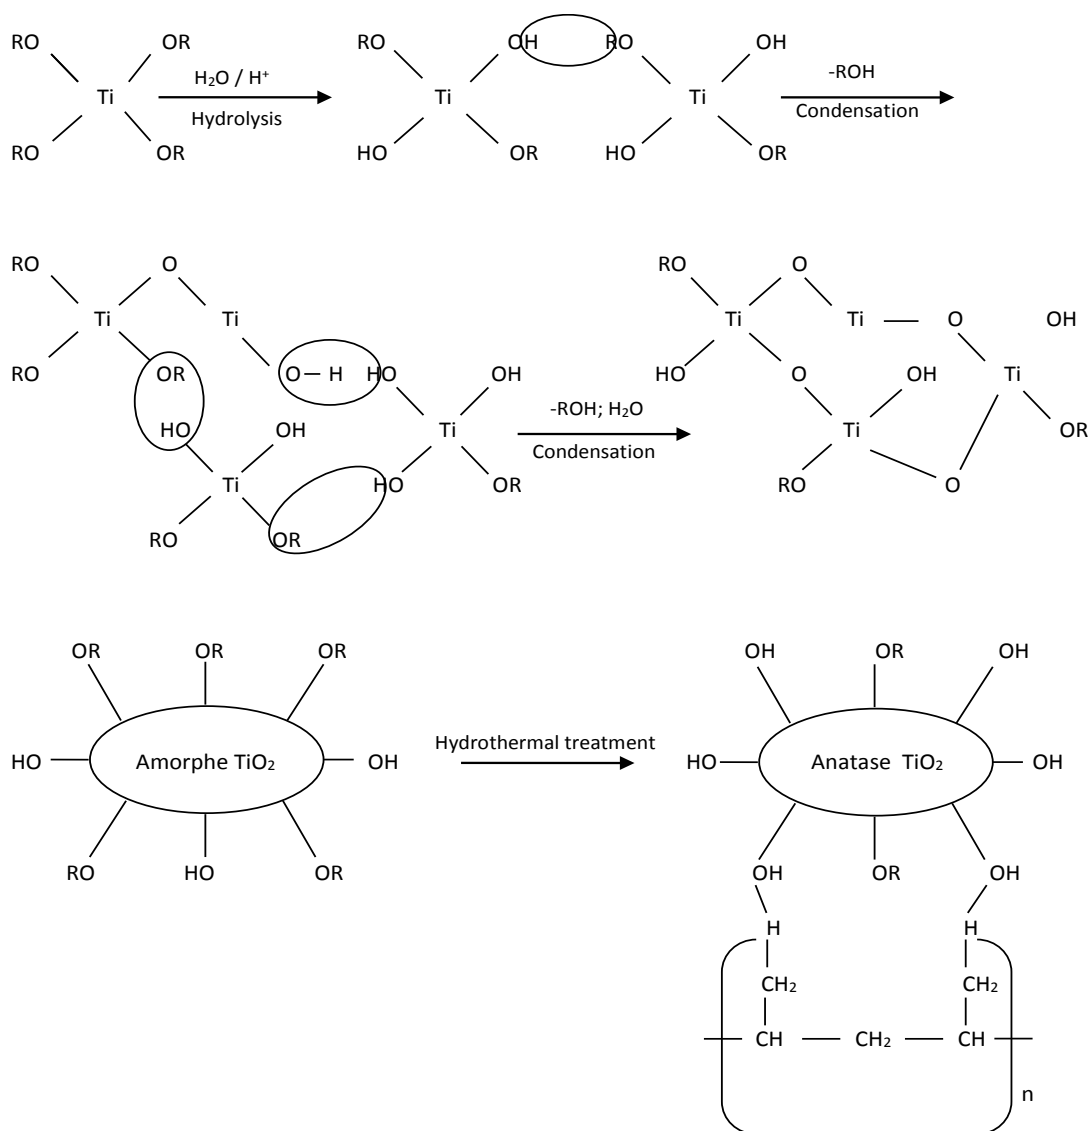 RO OR RO OH RO OH
H₂O / H⁺ -ROH
Ti Ti Ti
Hydrolysis Condensation
RO OR HO OR HO OR
RO O RO O
Ti Ti Ti Ti O OH
RO OR O H HO OH HO O OH Ti
-ROH; H₂O
HO OH Ti Ti OR
Condensation
Ti HO OR RO O
RO OR
OR OR OR OH OR OH
Hydrothermal treatment
HO Amorphe TiO₂ OH HO Anatase TiO₂ OH
RO HO OR OH OR OH
H H
CH₂ CH₂
CH CH₂ CH
n